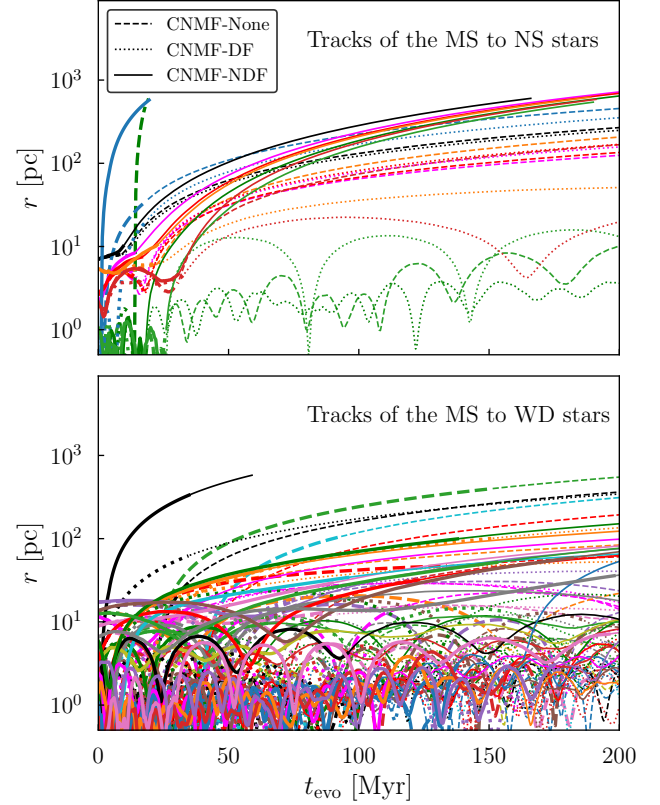 CNMF-None
CNMF-DF
CNMF-NDF
Tracks of the MS to NS stars
10³
10²
10¹
10⁰
r [pc]
Tracks of the MS to WD stars
10³
10²
10¹
10⁰
r [pc]
0 50 100 150 200
t_evo [Myr]